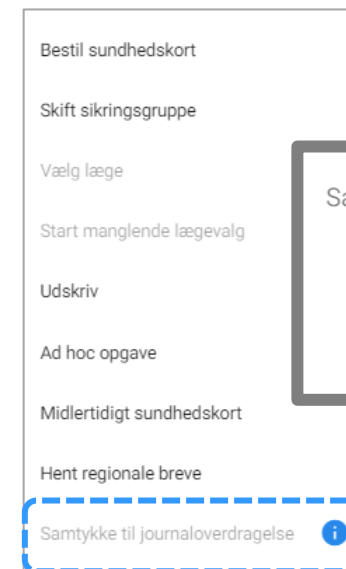 Bestil sundhedskort
Skift sikringsgruppe
Vælg læge
Start manglende lægevalg
Udskriv
Ad hoc opgave
Midlertidigt sundhedskort
Hent regionale breve
Samtykke til journaloverdragelse